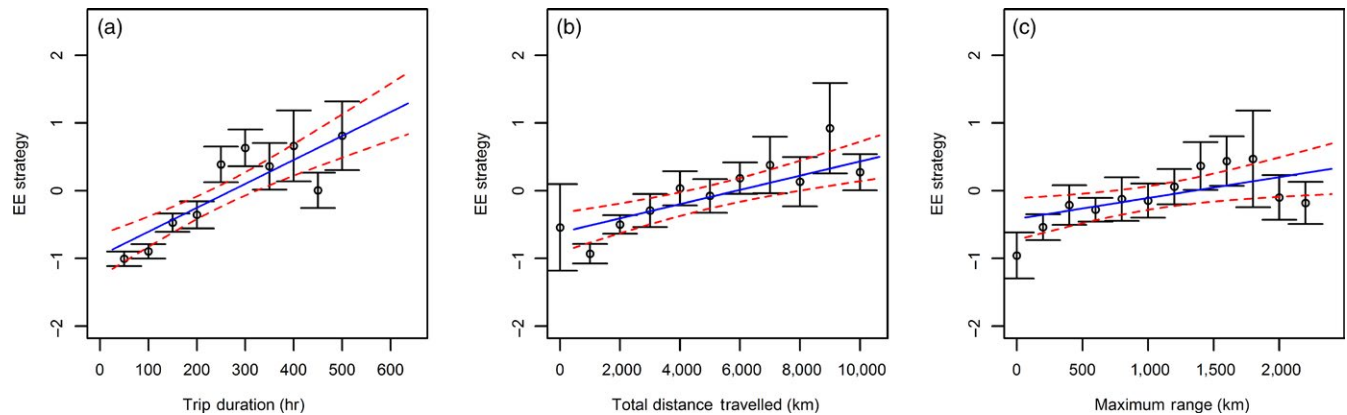 (a)
EE strategy
2
1
0
−1
−2
0 100 200 300 400 500 600
Trip duration (hr)
(b)
EE strategy
2
1
0
−1
−2
0 2,000 4,000 6,000 8,000 10,000
Total distance travelled (km)
(c)
EE strategy
2
1
0
−1
−2
0 500 1,000 1,500 2,000
Maximum range (km)